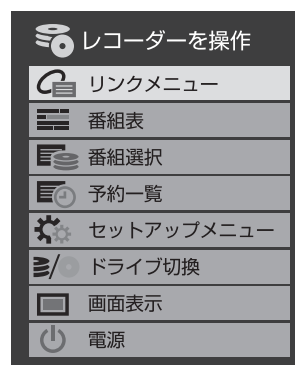 レコーダーを操作
リンクメニュー
番組表
番組選択
予約一覧
セットアップメニュー
ドライブ切換
画面表示
電源